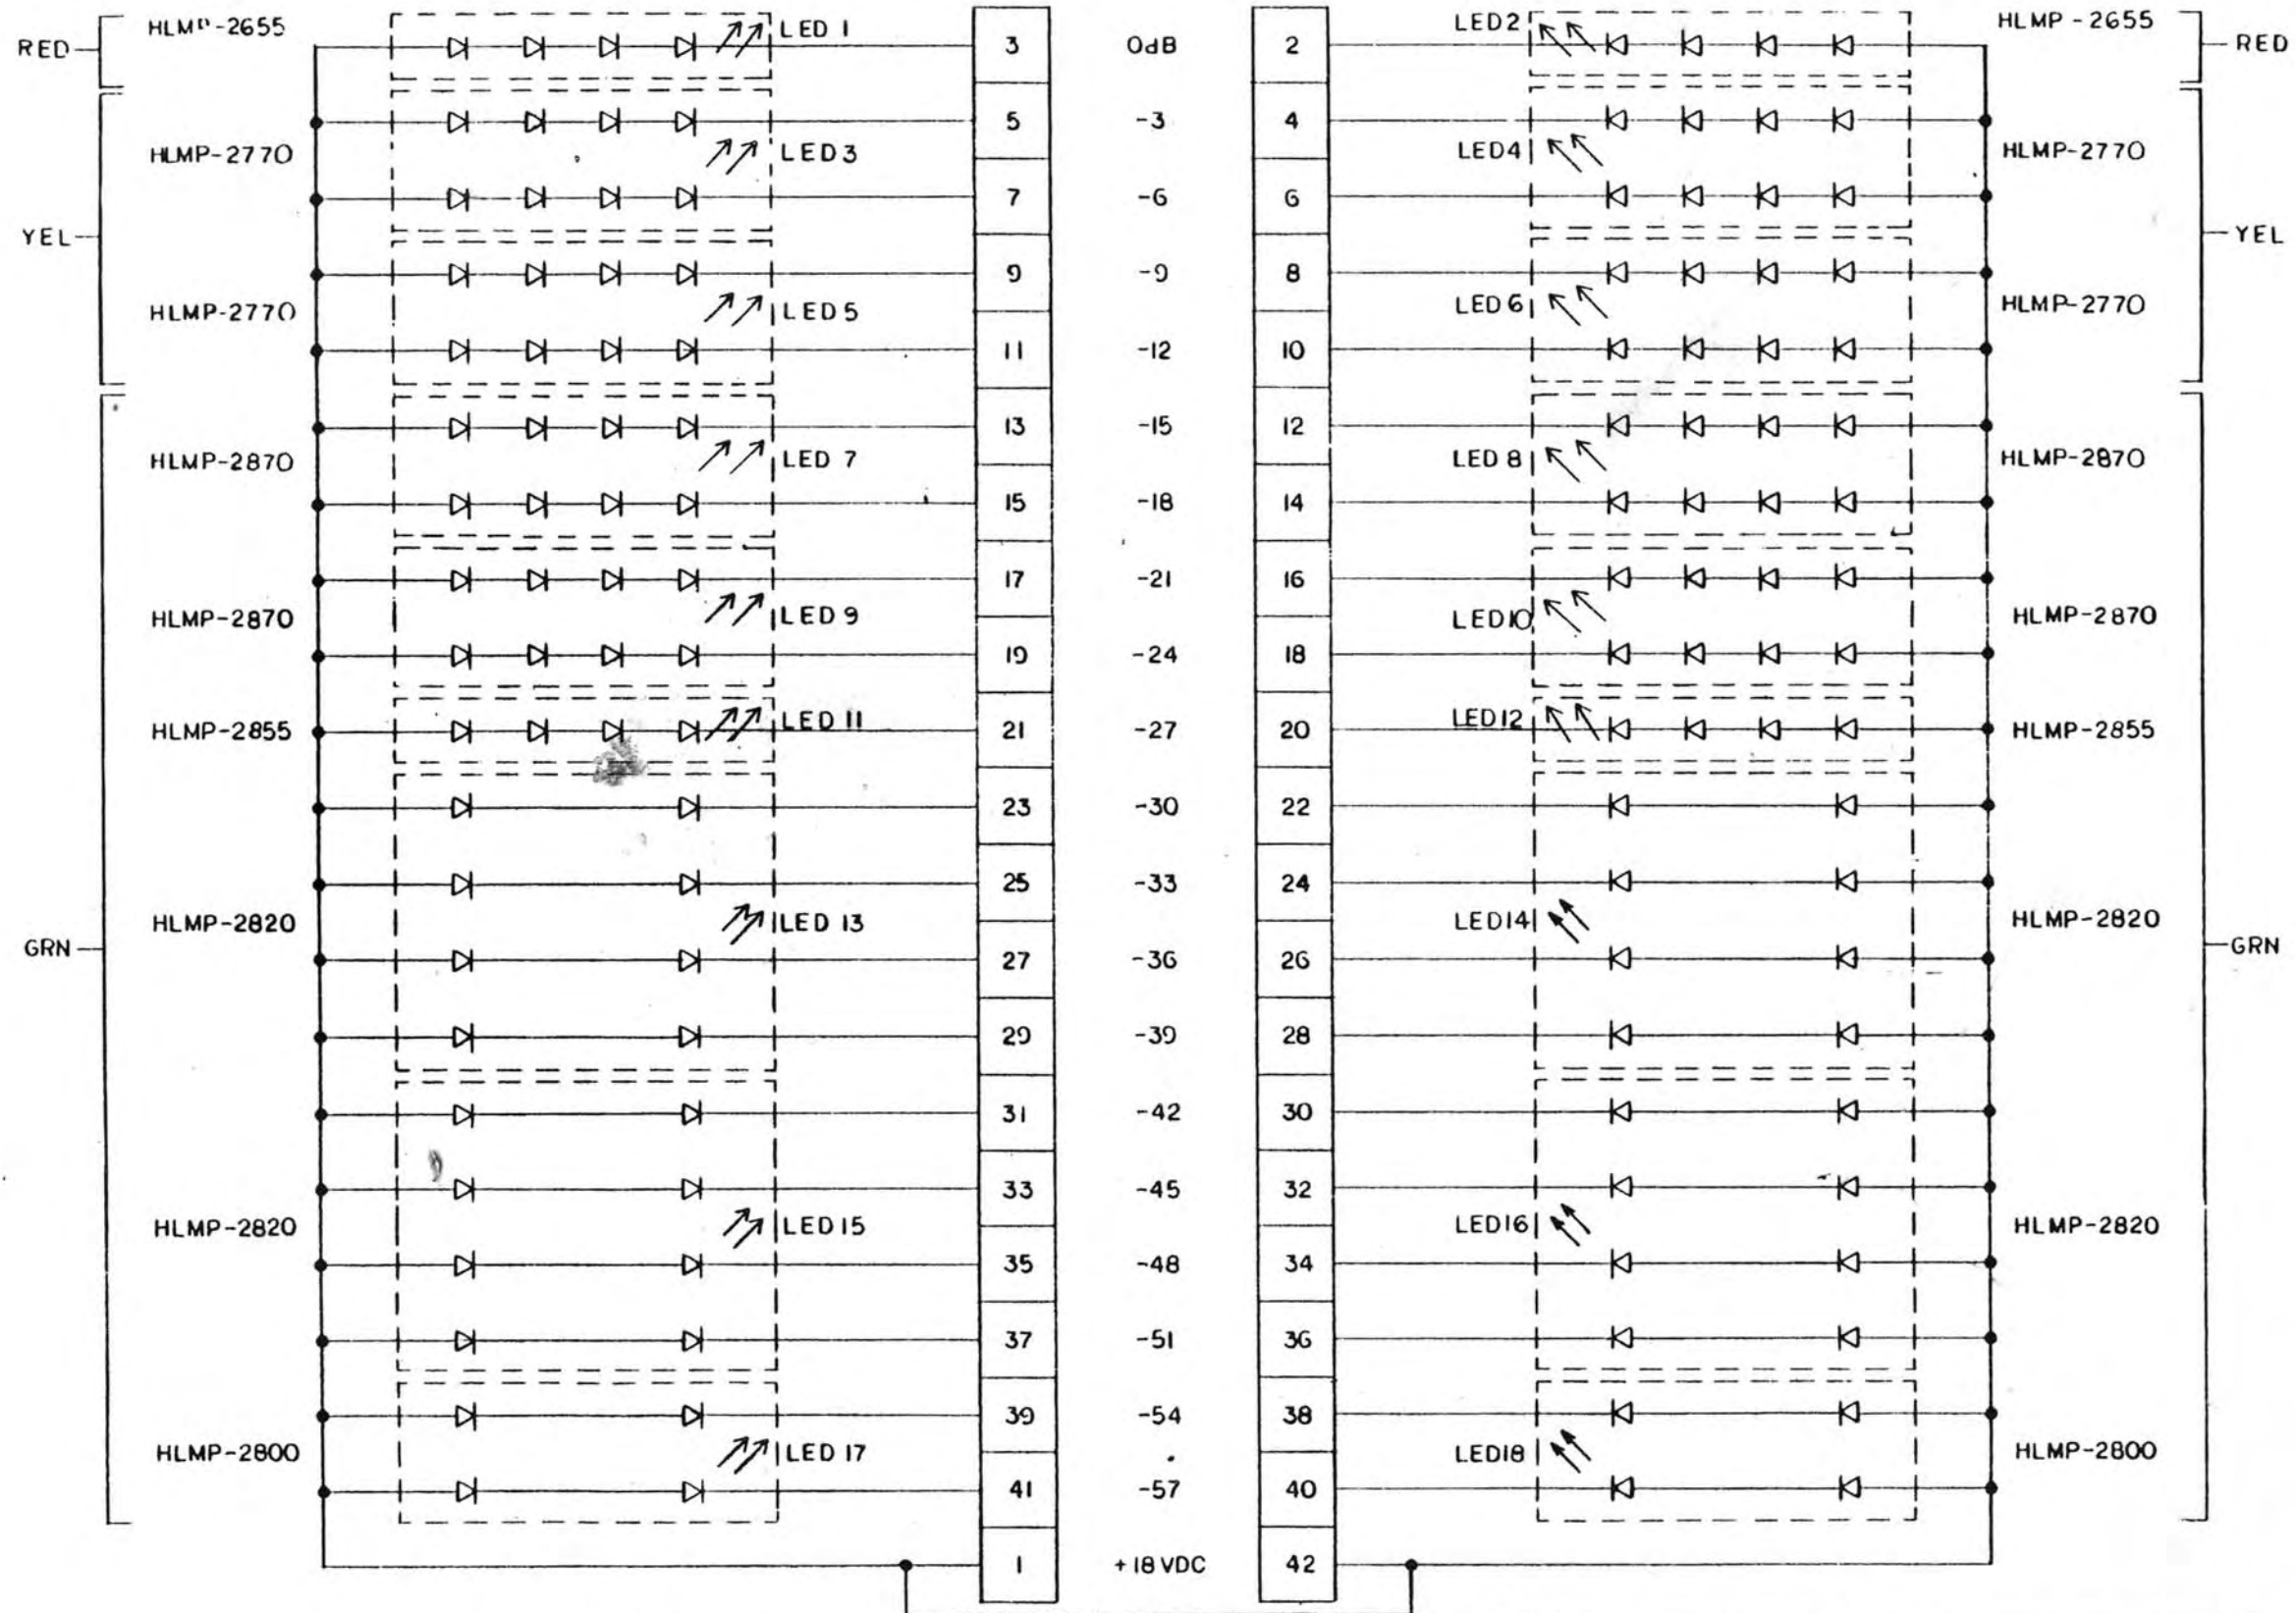 HLMP-2655 LED 1 3 0dB 2 LED2 HLMP-2655
RED RED
5 -3 4
HLMP-2770 LED3 LED4 HLMP-2770
7 -6 6
YEL YEL
9 -9 8
HLMP-2770 LED5 LED6 HLMP-2770
11 -12 10
13 -15 12
HLMP-2870 LED 7 LED 8 HLMP-2870
15 -18 14
17 -21 16
HLMP-2870 LED 9 LED10 HLMP-2870
19 -24 18
HLMP-2855 LED 11 21 -27 20 LED12 HLMP-2855
23 -30 22
25 -33 24
HLMP-2820 LED 13 LED14 HLMP-2820
GRN 27 -36 26 GRN
29 -39 28
31 -42 30
33 -45 32
HLMP-2820 LED15 LED16 HLMP-2820
35 -48 34
37 -51 36
39 -54 38
HLMP-2800 LED 17 LED18 HLMP-2800
41 -57 40
1 +18VDC 42